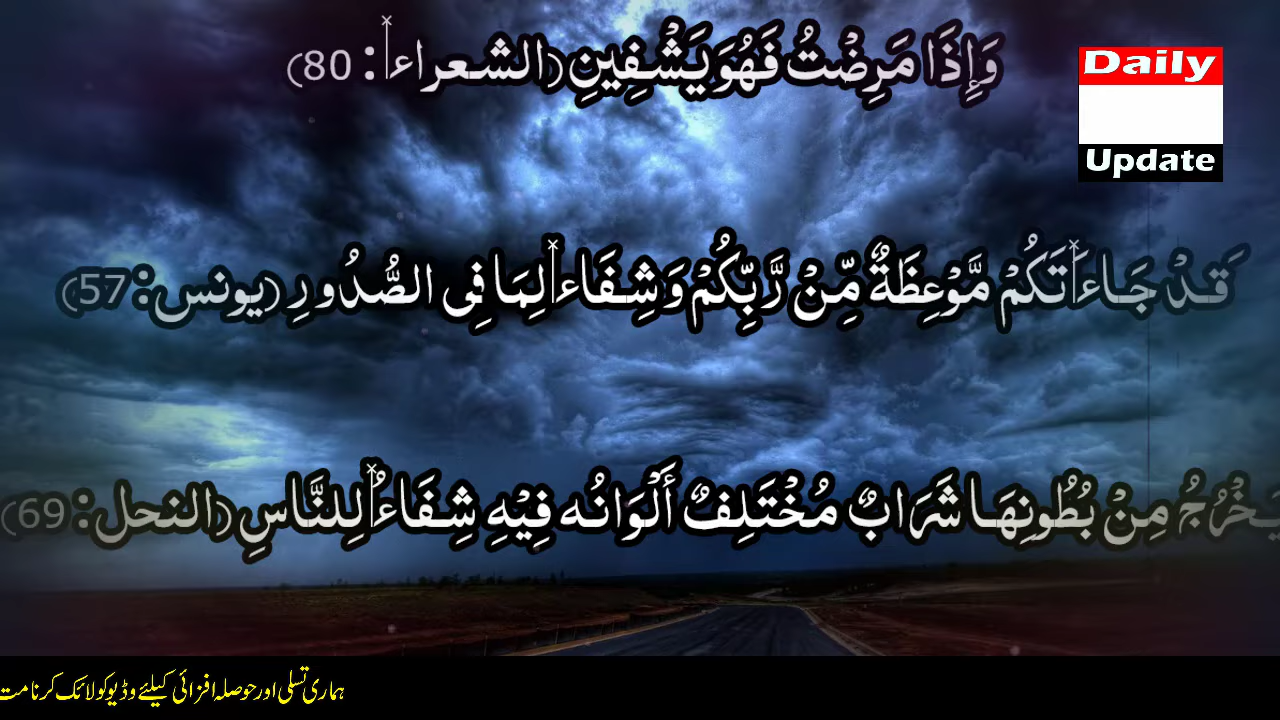 وَإِذَا مَرِضْتُ فَهُوَ يَشْفِينِ (الشعراء: 80)
Daily
Update
قَدْ جَاءَتَكُمْ مَّوْعِظَةٌ مِّنْ رَّبِّكُمْ وَشِفَاء لِمَا فِى الصُّدُورِ (يونس: 57)
يَخْرُجُ مِنْ بُطُونِهَا شَرَابٌ مُخْتَلِفٌ أَلْوَانُه فِيْهِ شِفَاءُ لِلنَّاسِ (النحل: 69)
ہماری تسلی اور حوصلہ افزائی کیلئے وڈیو کو لائک کرنا مت